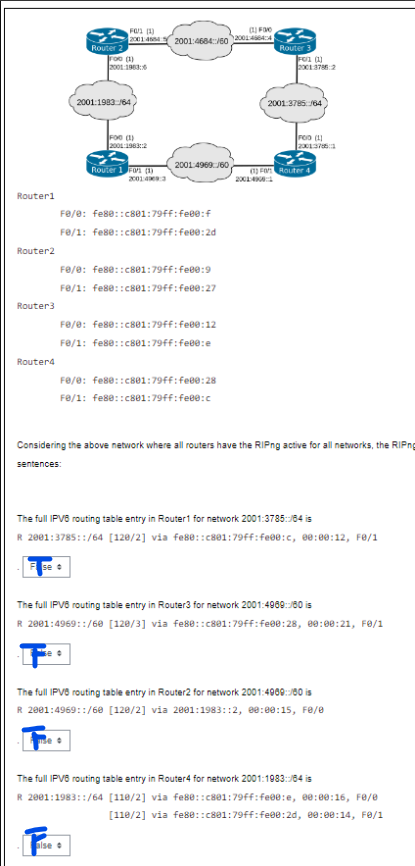 F0/1 (1)
2001:4664::5
2001:4664::/60
(1) F0/0
2001:4664::4
Router 2
Router 3
F0/0 (1)
2001:1983::6
F0/1 (1)
2001:3785::2
2001:1983::/64
2001:3785::/64
F0/0 (1)
2001:1983::2
F0/0 (1)
2001:3785::1
Router 1
F0/1 (1)
2001:4969::3
2001:4969::/60
(1) F0/1
2001:4969::1
Router 4
Router1
F0/0: fe80::c801:79ff:fe00:f
F0/1: fe80::c801:79ff:fe00:2d
Router2
F0/0: fe80::c801:79ff:fe00:9
F0/1: fe80::c801:79ff:fe00:27
Router3
F0/0: fe80::c801:79ff:fe00:12
F0/1: fe80::c801:79ff:fe00:e
Router4
F0/0: fe80::c801:79ff:fe00:28
F0/1: fe80::c801:79ff:fe00:c
Considering the above network where all routers have the RIPng active for all networks, the RIPng
sentences:
The full IPV6 routing table entry in Router1 for network 2001:3785::/64 is
R 2001:3785::/64 [120/2] via fe80::c801:79ff:fe00:c, 00:00:12, F0/1
. False T
The full IPV6 routing table entry in Router3 for network 2001:4969::/60 is
R 2001:4969::/60 [120/3] via fe80::c801:79ff:fe00:28, 00:00:21, F0/1
. False F
The full IPV6 routing table entry in Router2 for network 2001:4969::/60 is
R 2001:4969::/60 [120/2] via 2001:1983::2, 00:00:15, F0/0
. False F
The full IPV6 routing table entry in Router4 for network 2001:1983::/64 is
R 2001:1983::/64 [110/2] via fe80::c801:79ff:fe00:e, 00:00:16, F0/0
[110/2] via fe80::c801:79ff:fe00:2d, 00:00:14, F0/1
. False F